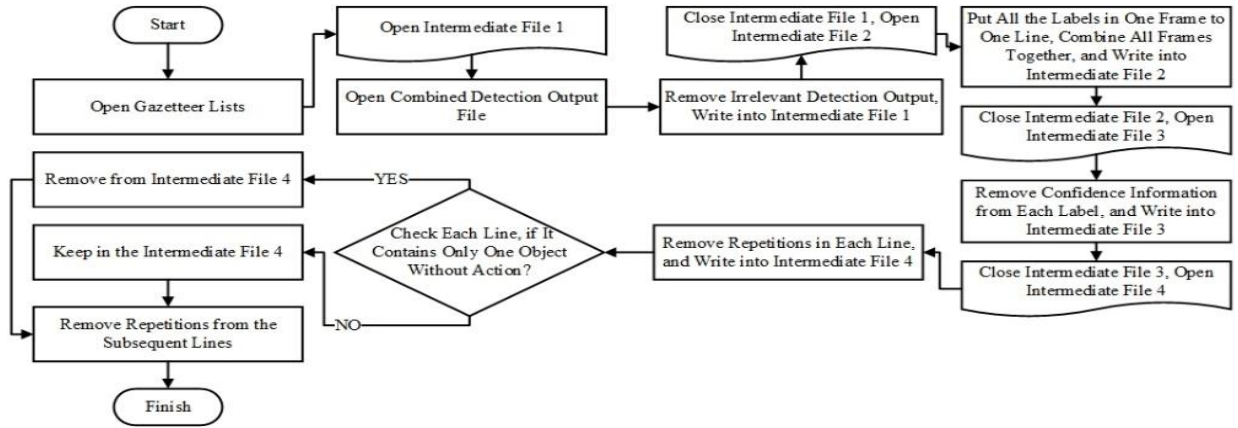 Start
Open Gazetteer Lists
Open Intermediate File 1
Open Combined Detection Output
File
Remove Irrelevant Detection Output,
Write into Intermediate File 1
Close Intermediate File 1, Open
Intermediate File 2
Put All the Labels in One Frame to
One Line, Combine All Frames
Together, and Write into
Intermediate File 2
Close Intermediate File 2, Open
Intermediate File 3
Remove Confidence Information
from Each Label, and Write into
Intermediate File 3
Close Intermediate File 3, Open
Intermediate File 4
Remove Repetitions in Each Line,
and Write into Intermediate File 4
Check Each Line, if It
Contains Only One Object
Without Action?
YES
Remove from Intermediate File 4
NO
Keep in the Intermediate File 4
Remove Repetitions from the
Subsequent Lines
Finish